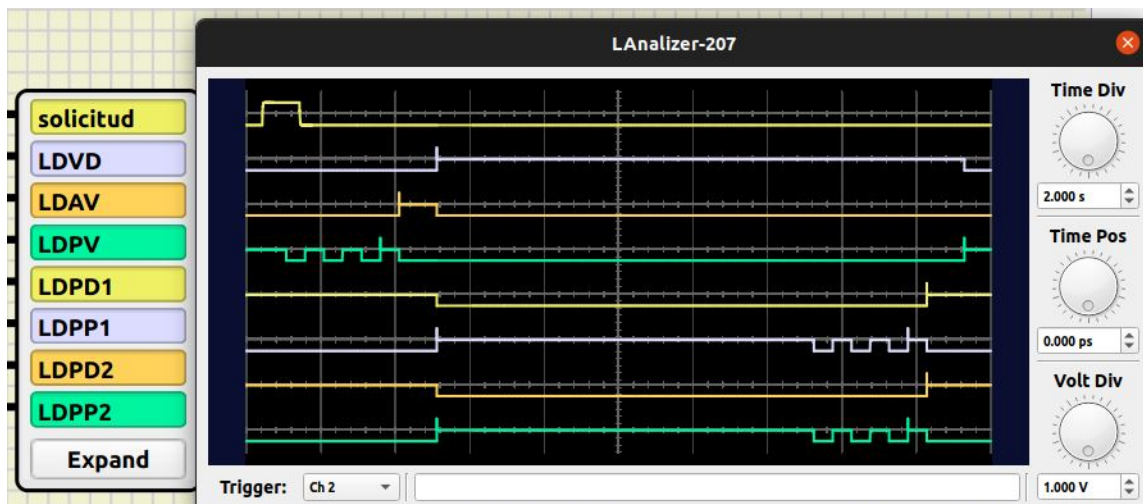 LAnalizer-207
solicitud
LDVD
LDAV
LDPV
LDPD1
LDPP1
LDPD2
LDPP2
Expand
Time Div
2.000 s
Time Pos
0.000 ps
Volt Div
1.000 V
Trigger:
Ch 2